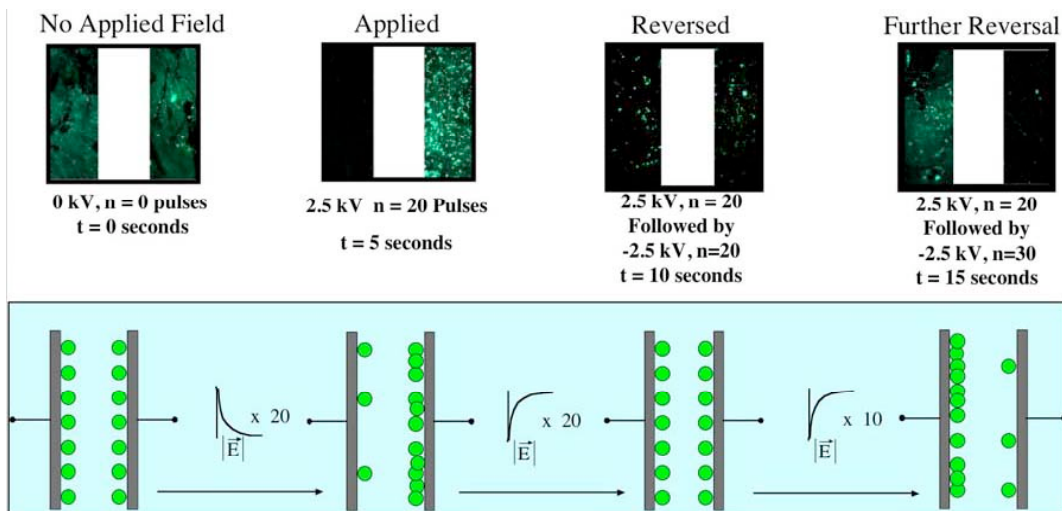 No Applied Field
Applied
Reversed
Further Reversal
0 kV, n = 0 pulses
t = 0 seconds
2.5 kV n = 20 Pulses
t = 5 seconds
2.5 kV, n = 20
Followed by
-2.5 kV, n=20
t = 10 seconds
2.5 kV, n = 20
Followed by
-2.5 kV, n=30
t = 15 seconds
x 20
|E|
x 20
|E|
x 10
|E|